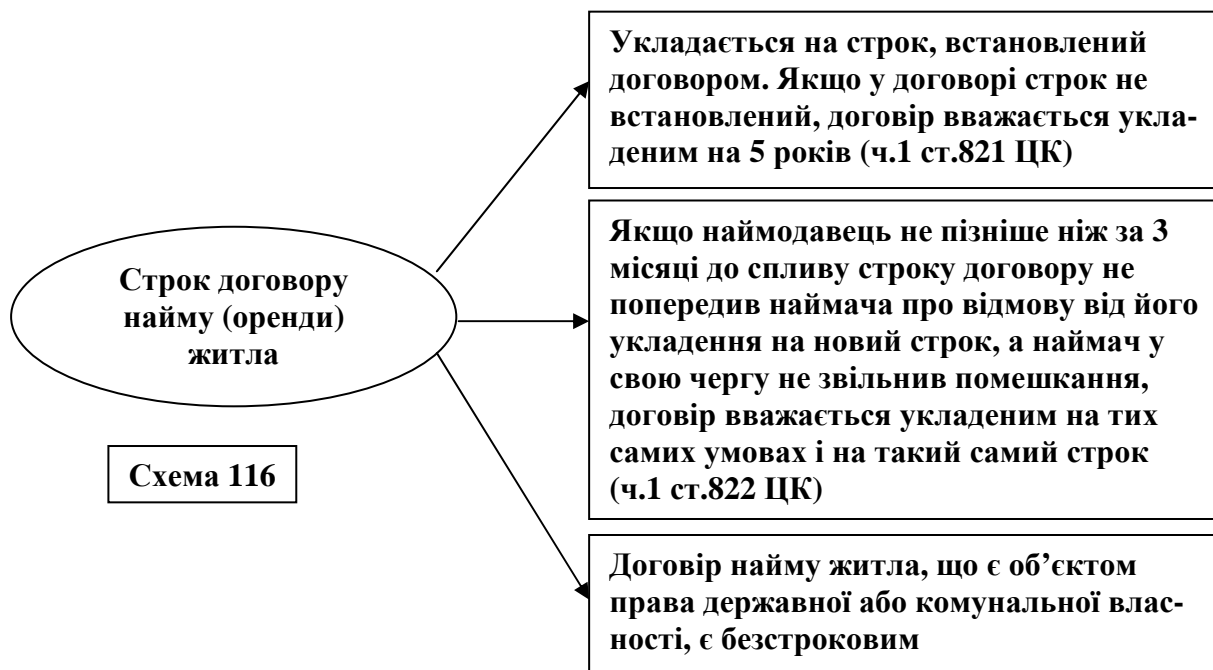 Строк договору
найму (оренди)
житла
Схема 116
Укладається на строк, встановлений
договором. Якщо у договорі строк не
встановлений, договір вважається укла-
деним на 5 років (ч.1 ст.821 ЦК)
Якщо наймодавець не пізніше ніж за 3
місяці до спливу строку договору не
попередив наймача про відмову від його
укладення на новий строк, а наймач у
свою чергу не звільнив помешкання,
договір вважається укладеним на тих
самих умовах і на такий самий строк
(ч.1 ст.822 ЦК)
Договір найму житла, що є об’єктом
права державної або комунальної влас-
ності, є безстроковим